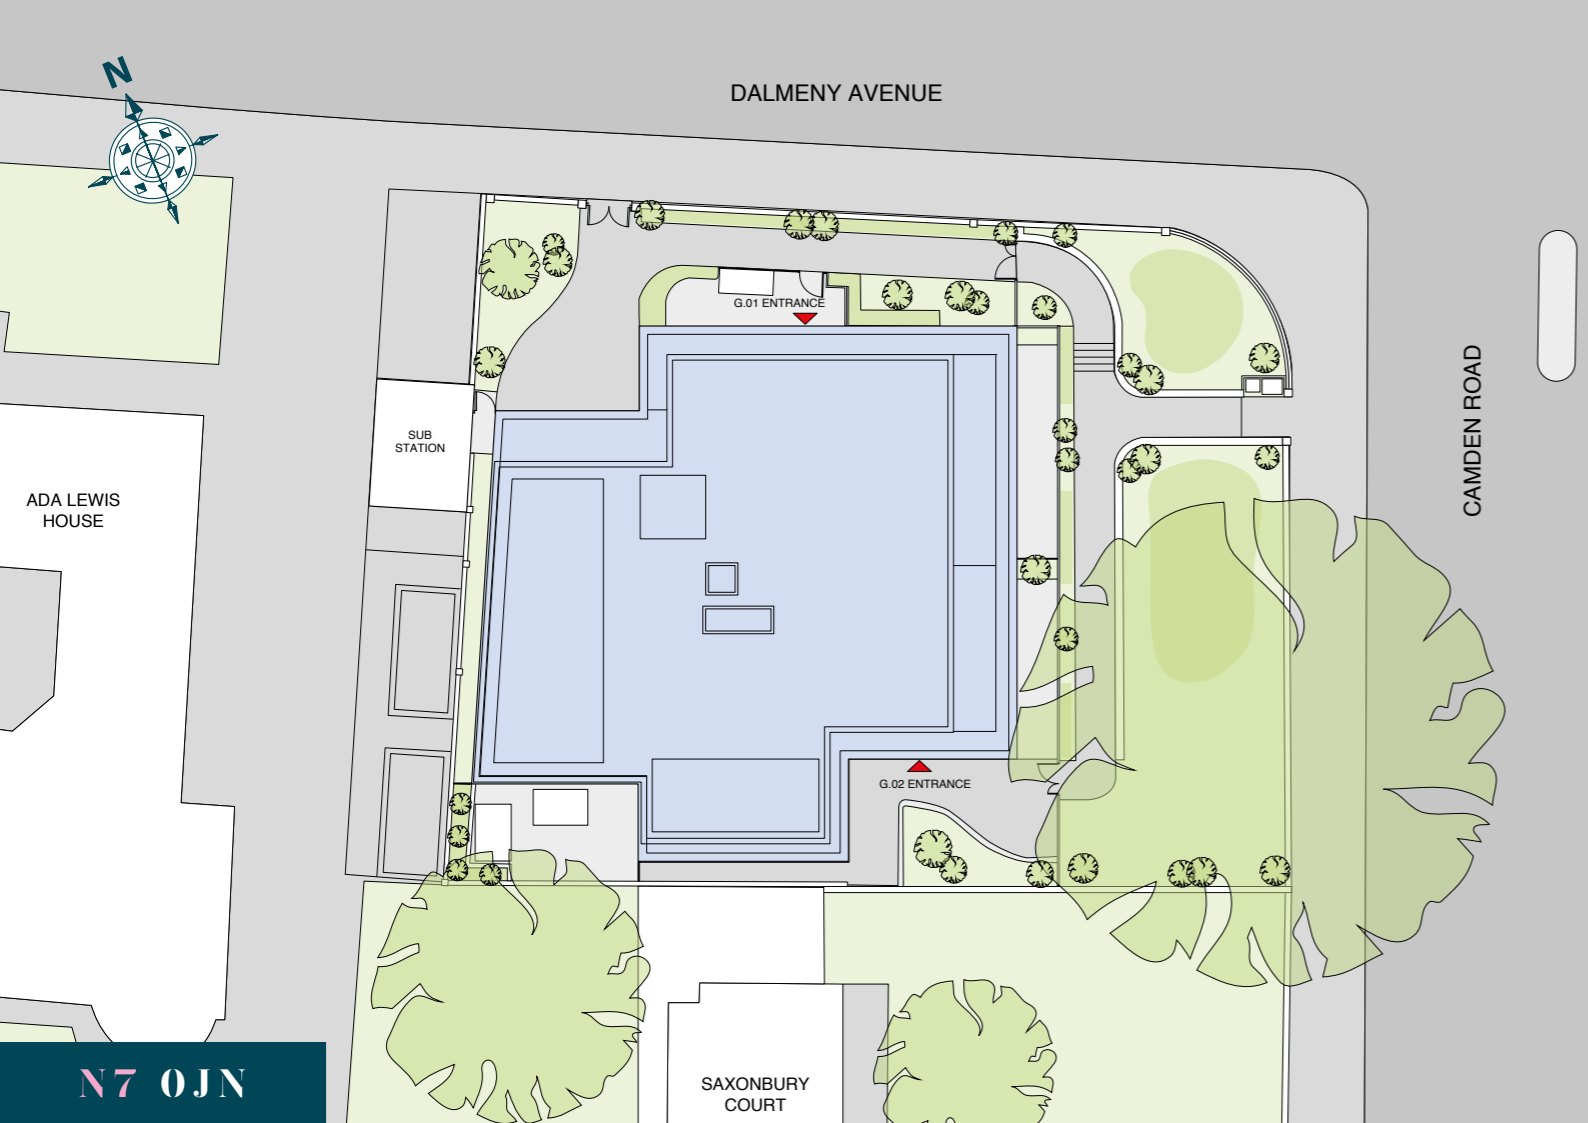 N
DALMENY AVENUE
G.01 ENTRANCE
CAMDEN ROAD
SUB
STATION
ADA LEWIS
HOUSE
G.02 ENTRANCE
SAXONBURY
COURT
N7 0JN